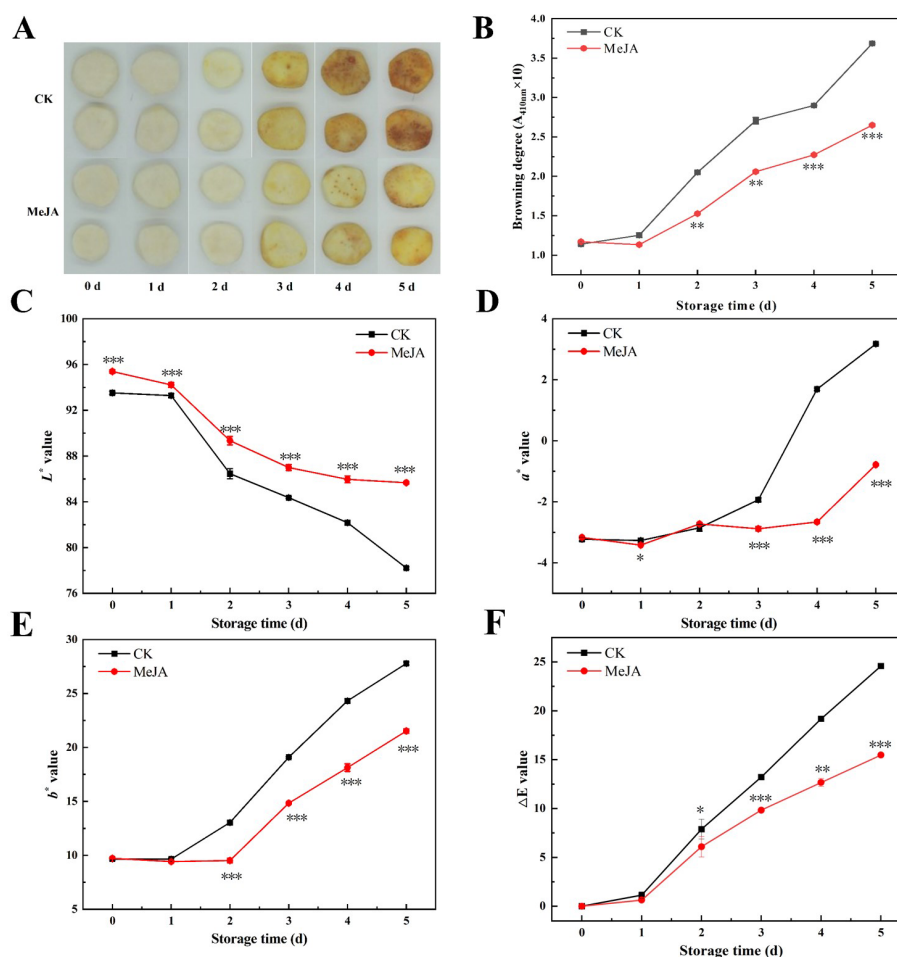 A
CK
MeJA
0 d 1 d 2 d 3 d 4 d 5 d
B
CK
MeJA
Browning degree (A410nm×10)
3.5
3.0
2.5
2.0
1.5
1.0
** ** *** ***
0 1 2 3 4 5
Storage time (d)
C
CK
MeJA
L* value
100
96
92
88
84
80
76
*** *** *** *** *** ***
0 1 2 3 4 5
Storage time (d)
D
CK
MeJA
a* value
4
2
0
-2
-4
* *** *** ***
0 1 2 3 4 5
Storage time (d)
E
CK
MeJA
b* value
30
25
20
15
10
5
*** *** *** ***
0 1 2 3 4 5
Storage time (d)
F
CK
MeJA
△E value
25
20
15
10
5
0
* *** ** ***
0 1 2 3 4 5
Storage time (d)